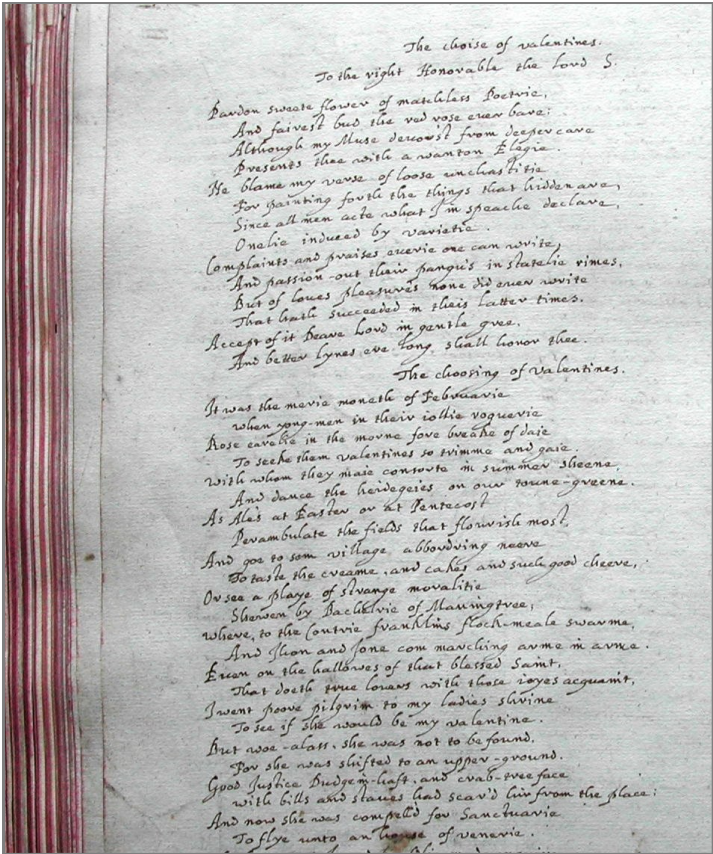 The choise of valentines.
To the right Honorable the lord S.
Pardon sweete flower of matchless Poetrie,
And fairest bud the red rose euer bare;
Although my Muse deuor'st from deeper care
Presents thee with a wanton Elegie.
Ne blame my verse of loose unchastitie
For painting forth the things that hidden are,
Since all men acte what I in speache declare,
Onelie induced by varietie.
Complaints and praises euerie one can write,
And passion-out their pangu's in statelie rimes,
But of loues pleasure's none did euer write
That hath succeeded in theis latter times.
Accept of it Deare Lord in gentle gree,
And better lynes ere long shall honor thee.
The choosing of valentines.
It was the merie moneth of Februarie
when yong-men in their iollie roguerie
Rose earelie in the morne fore breake of daie
To seeke them valentines so trimme and gaie.
with whom they maie consorte in summer sheene,
And dance the heidegeies on our toune-greene.
As Ale's at Easter or at Pentecost
Perambulate the fields that flourish most,
And goe to som village abbordring neere
To taste the creame, and cakes and such good cheere,
Or see a playe of strange moralitie
Shewen by Bachelrie of Maningtree,
where, to the Contrie franklins flock-meale swarme,
And Jhon and Jone com marching arme in arme.
Euen on the hallowes of that blessed Saint,
That doeth true louers with those ioyes acquaint,
I went poore pilgrim to my ladies shrine
To see if she would be my valentine.
But woe-alass, she was not to be found,
For she was shifted to an upper-ground.
Good Justice Dudgein-haft, and crab-tree face
with bills and staues had scar'd hir from the place;
And now she was compell'd for Sanctuarie
To flye unto an house of venerie.